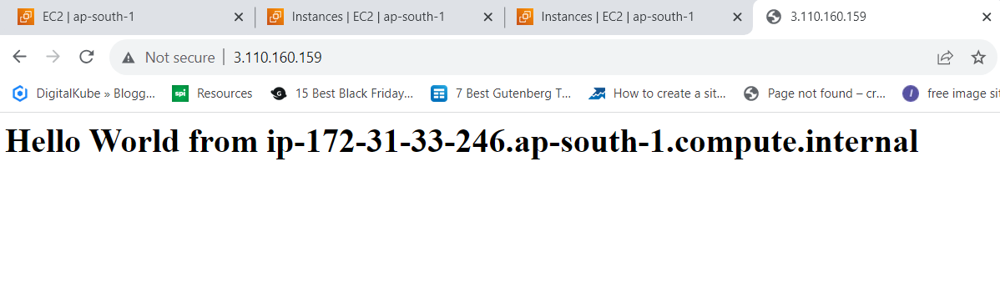 EC2 | ap-south-1 Instances | EC2 | ap-south-1 Instances | EC2 | ap-south-1 3.110.160.159
Not secure 3.110.160.159
DigitalKube » Blogg... spi Resources G 15 Best Black Friday... 7 Best Gutenberg T... How to create a sit... Page not found – cr... I free image sit
Hello World from ip-172-31-33-246.ap-south-1.compute.internal